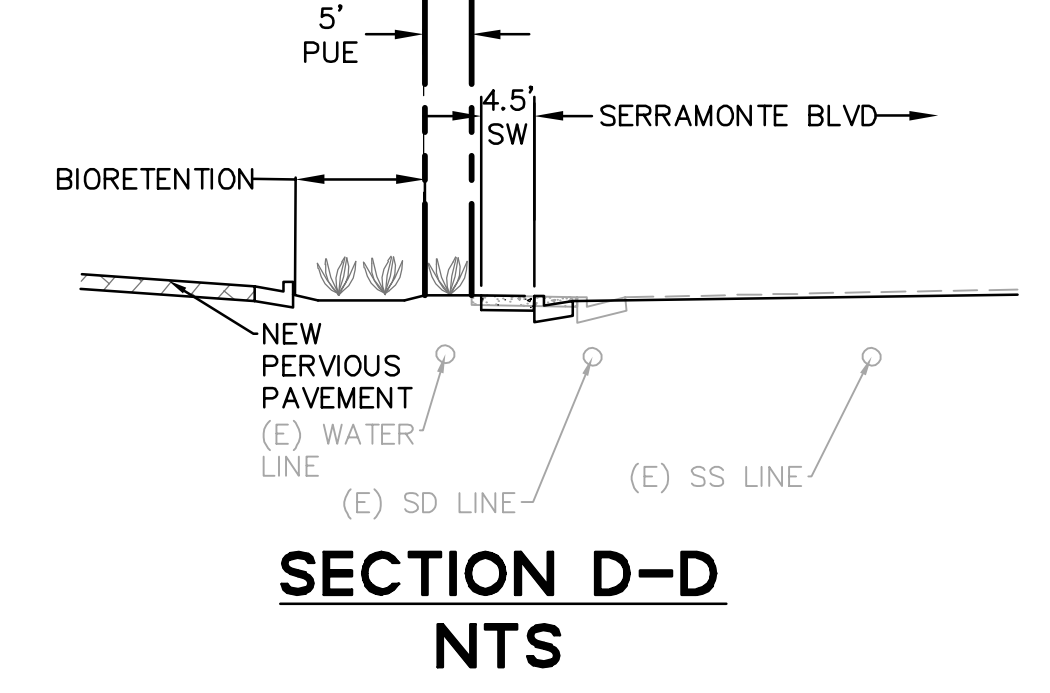 5'
PUE
4.5'
SW
SERRAMONTE BLVD
BIORETENTION
NEW
PERVIOUS
PAVEMENT
(E) WATER
LINE
(E) SD LINE
(E) SS LINE
SECTION D-D
NTS